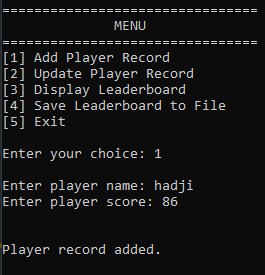 ================================
MENU
================================
[1] Add Player Record
[2] Update Player Record
[3] Display Leaderboard
[4] Save Leaderboard to File
[5] Exit
Enter your choice: 1
Enter player name: hadji
Enter player score: 86
Player record added.